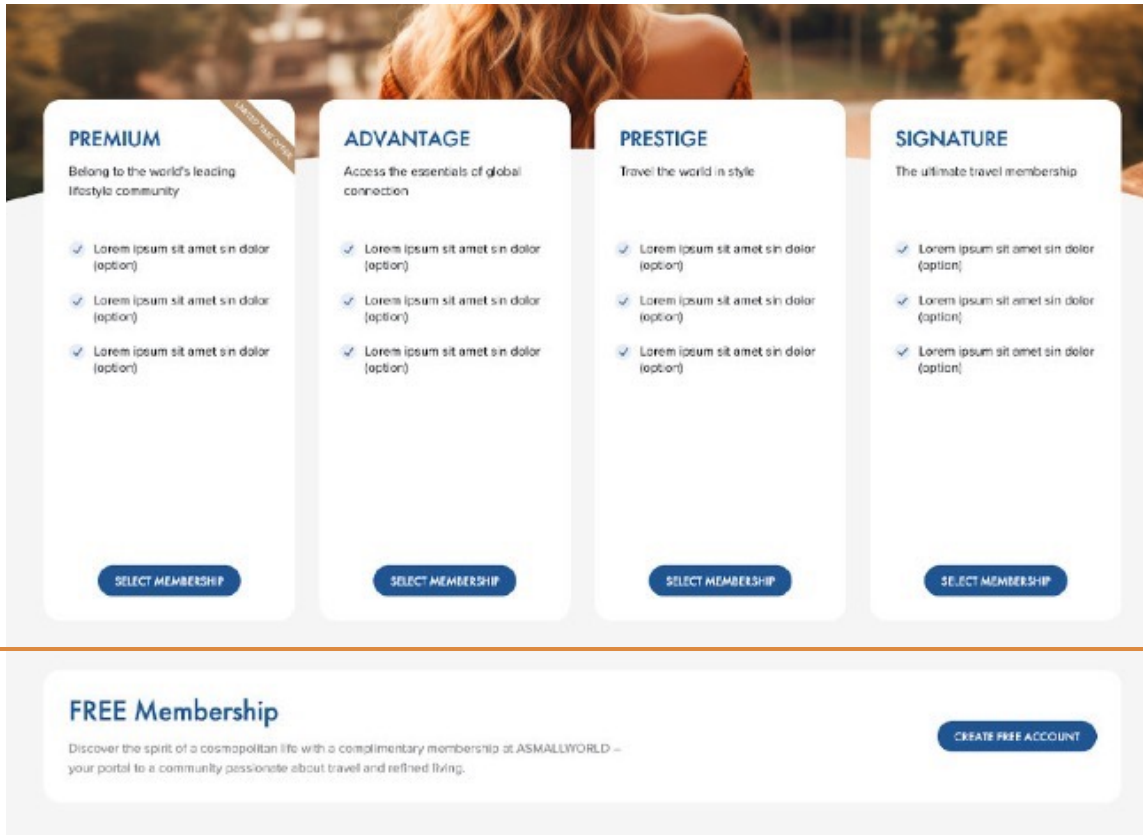 LIMITED TIME OFFER
PREMIUM
Belong to the world's leading
lifestyle community
Lorem ipsum sit amet sin dolor
(option)
Lorem ipsum sit amet sin dolor
(option)
Lorem ipsum sit amet sin dolor
(option)
SELECT MEMBERSHIP
ADVANTAGE
Access the essentials of global
connection
Lorem ipsum sit amet sin dolor
(option)
Lorem ipsum sit amet sin dolor
(option)
Lorem ipsum sit amet sin dolor
(option)
SELECT MEMBERSHIP
PRESTIGE
Travel the world in style
Lorem ipsum sit amet sin dolor
(option)
Lorem ipsum sit amet sin dolor
(option)
Lorem ipsum sit amet sin dolor
(option)
SELECT MEMBERSHIP
SIGNATURE
The ultimate travel membership
Lorem ipsum sit amet sin dolor
(option)
Lorem ipsum sit amet sin dolor
(option)
Lorem ipsum sit amet sin dolor
(option)
SELECT MEMBERSHIP
FREE Membership
Discover the spirit of a cosmopolitan life with a complimentary membership at ASMALLWORLD –
your portal to a community passionate about travel and refined living.
CREATE FREE ACCOUNT